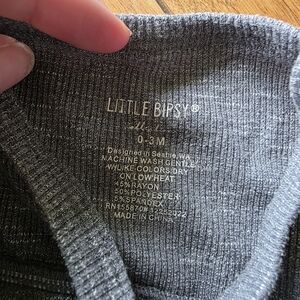 LITTLE BIPSY®
0-3M
Designed in Seattle, WA
MACHINE WASH GENTLE
W/LIKE COLORS/DRY
ON LOW HEAT
45%RAYON
50%POLYESTER
5%SPANDEX
MADE IN CHINA